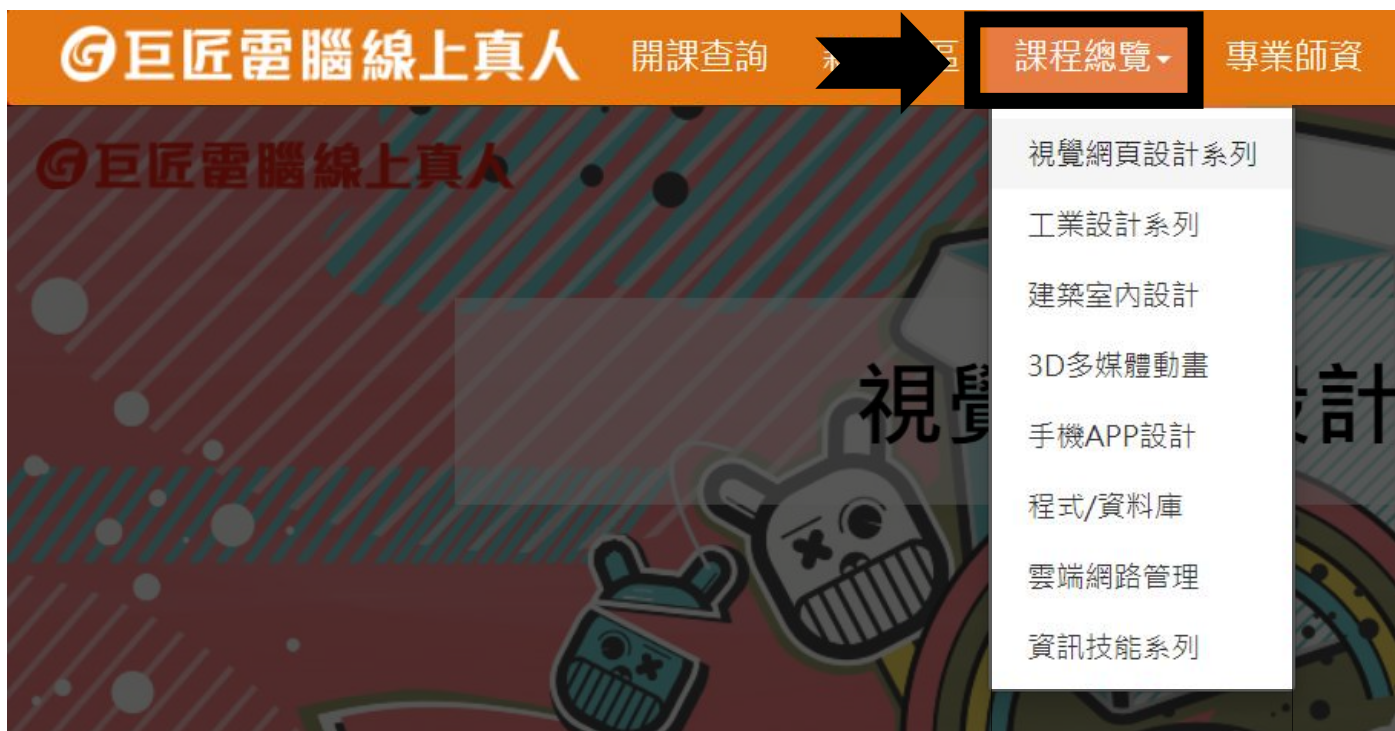 巨匠電腦線上真人 開課查詢 課程總覽 專業師資
巨匠電腦線上真人
視覺網頁設計系列
工業設計系列
建築室內設計
3D多媒體動畫
視 計
手機APP設計
程式/資料庫
雲端網路管理
資訊技能系列